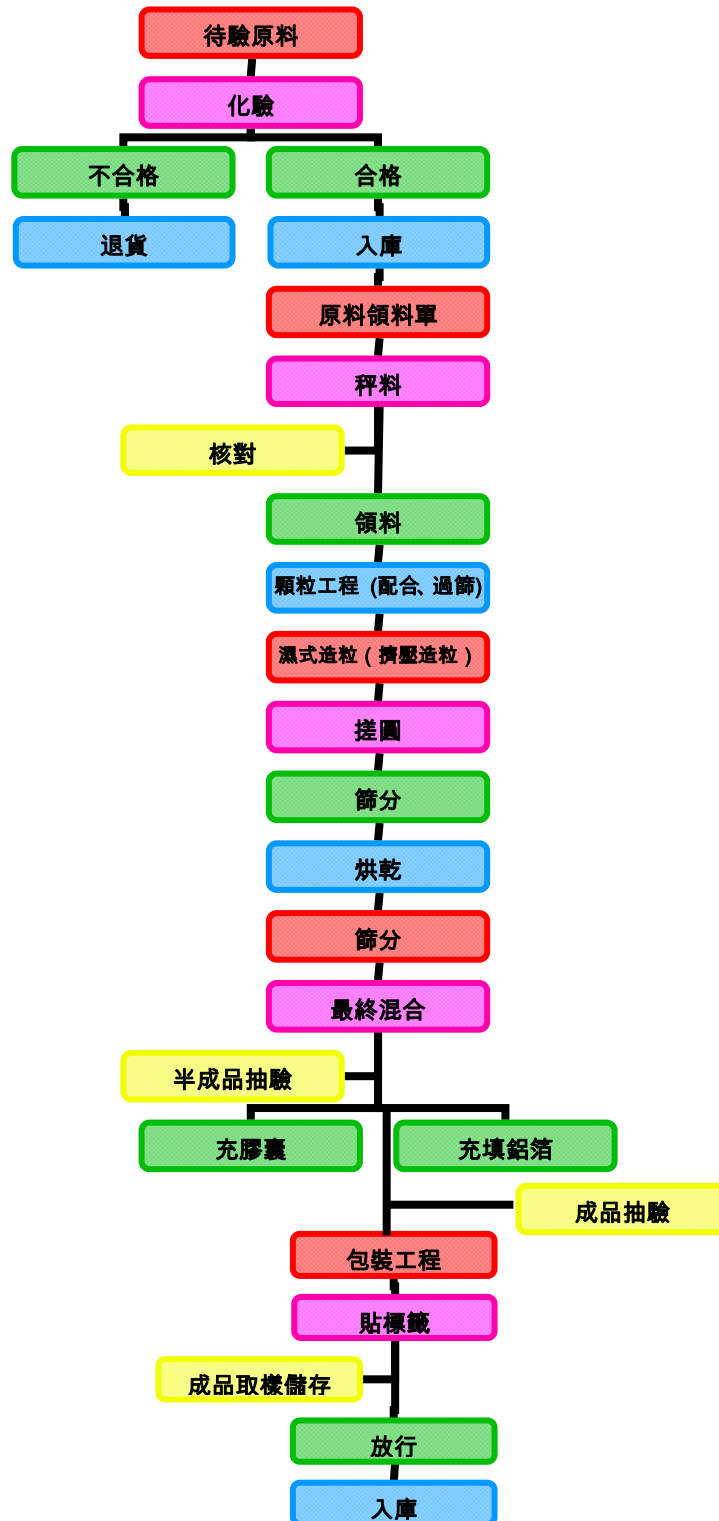 待驗原料
化驗
不合格
合格
退貨
入庫
原料領料單
秤料
核對
領料
顆粒工程 (配合、過篩)
濕式造粒 ( 擠壓造粒 )
搓圓
篩分
烘乾
篩分
最終混合
半成品抽驗
充膠囊
充填鋁箔
成品抽驗
包裝工程
貼標籤
成品取樣儲存
放行
入庫